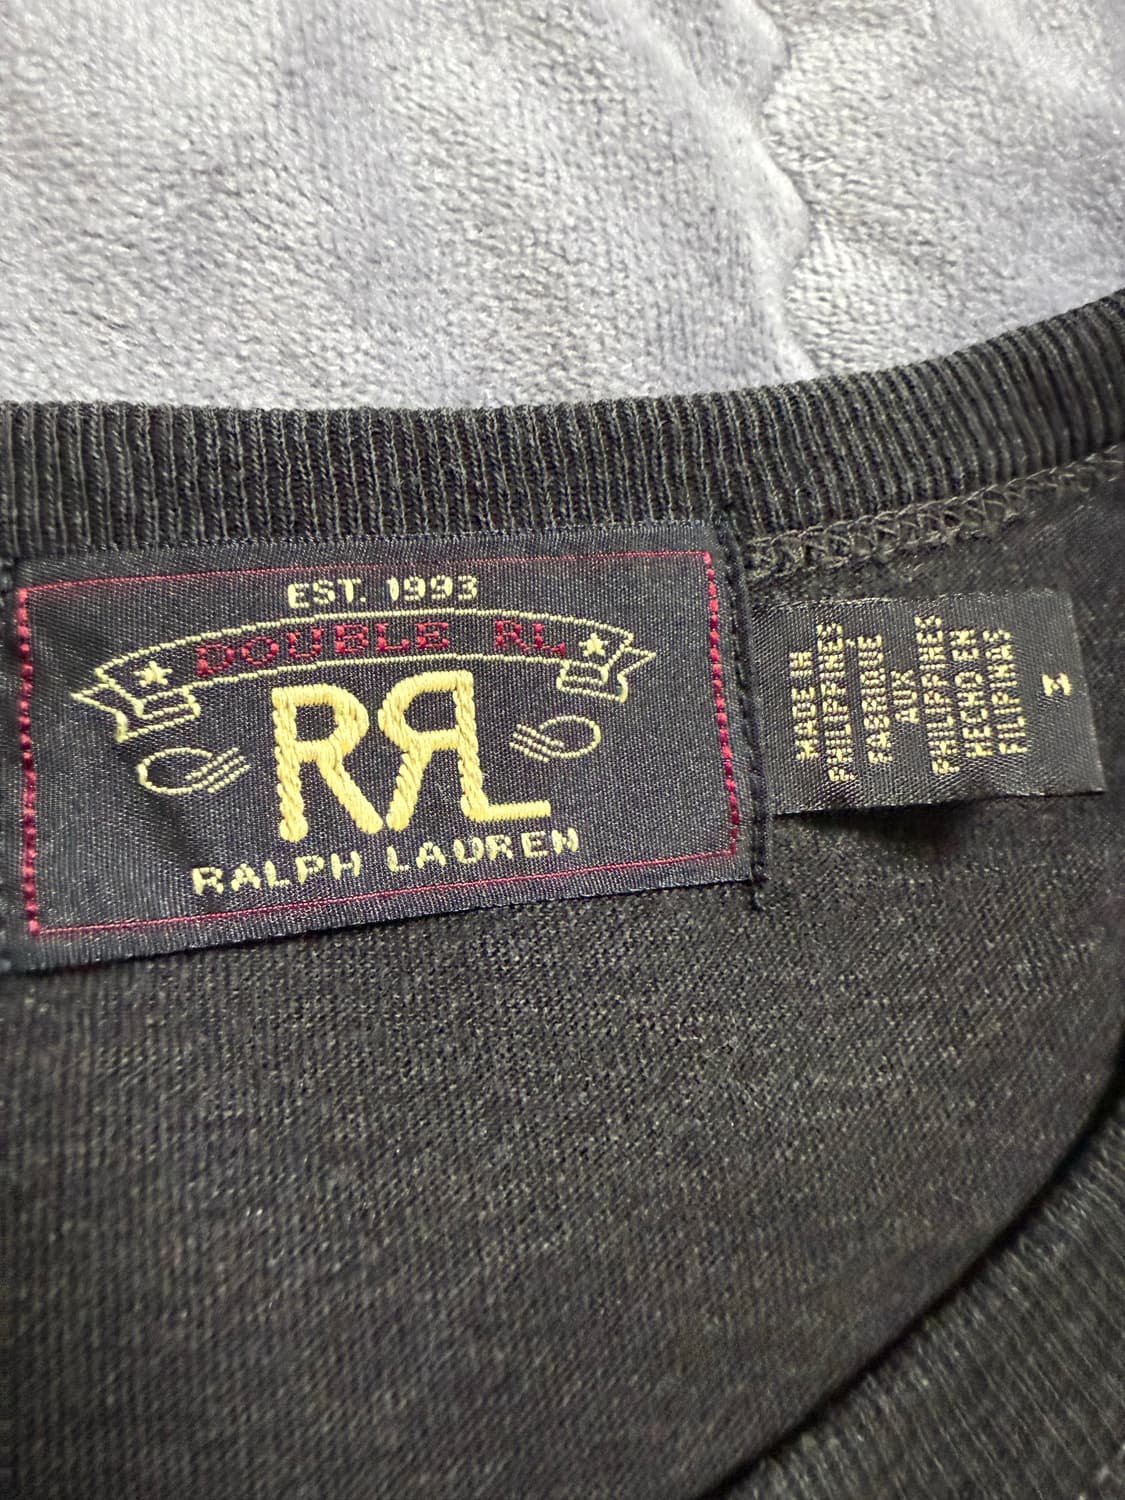 EST. 1993
DOUBLE RL
RRL
RALPH LAUREN
MADE IN
PHILIPPINES
FABRIQUE
AUX
PHILIPPINES
HECHO EN
FILIPINAS
M